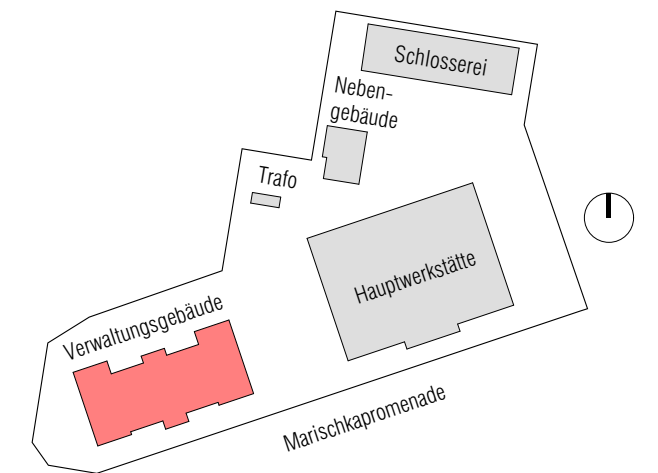 Schlosserei
Neben-
gebäude
Trafo
Hauptwerkstätte
Verwaltungsgebäude
Marischkapromenade